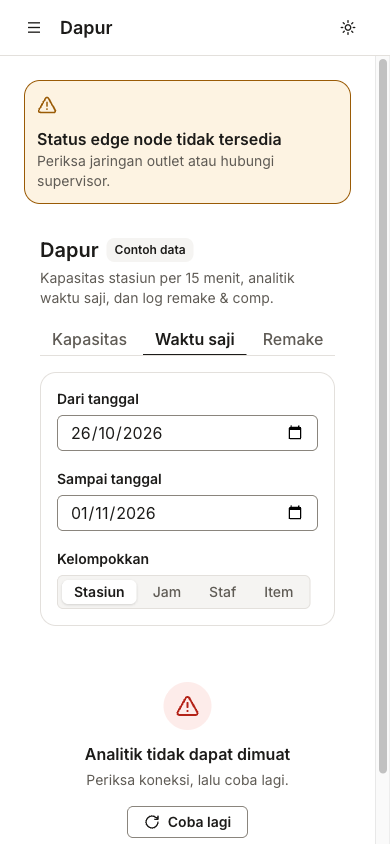 Dapur
Status edge node tidak tersedia
Periksa jaringan outlet atau hubungi
supervisor.
Dapur Contoh data
Kapasitas stasiun per 15 menit, analitik
waktu saji, dan log remake & comp.
Kapasitas Waktu saji Remake
Dari tanggal
26/10/2026
Sampai tanggal
01/11/2026
Kelompokkan
Stasiun Jam Staf Item
Analitik tidak dapat dimuat
Periksa koneksi, lalu coba lagi.
Coba lagi